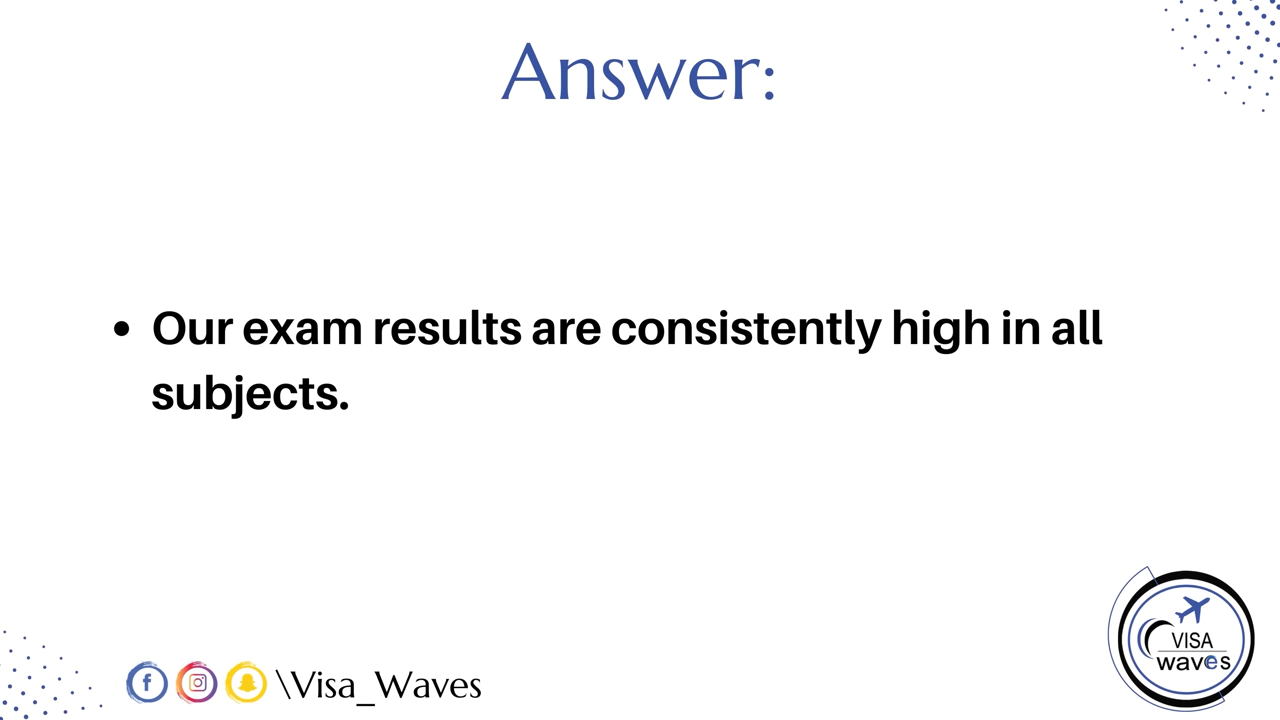 Answer:
• Our exam results are consistently high in all
subjects.
\Visa_Waves
VISA
waves